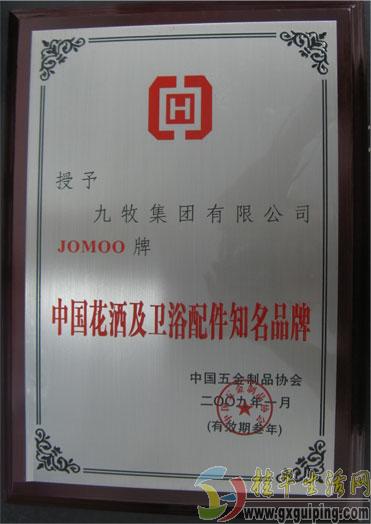 授予
九牧集团有限公司
JOMOO 牌
中国花洒及卫浴配件知名品牌
中国五金制品协会
二〇〇九年一月
(有效期叁年)
桂平生活网
www.gxguiping.com